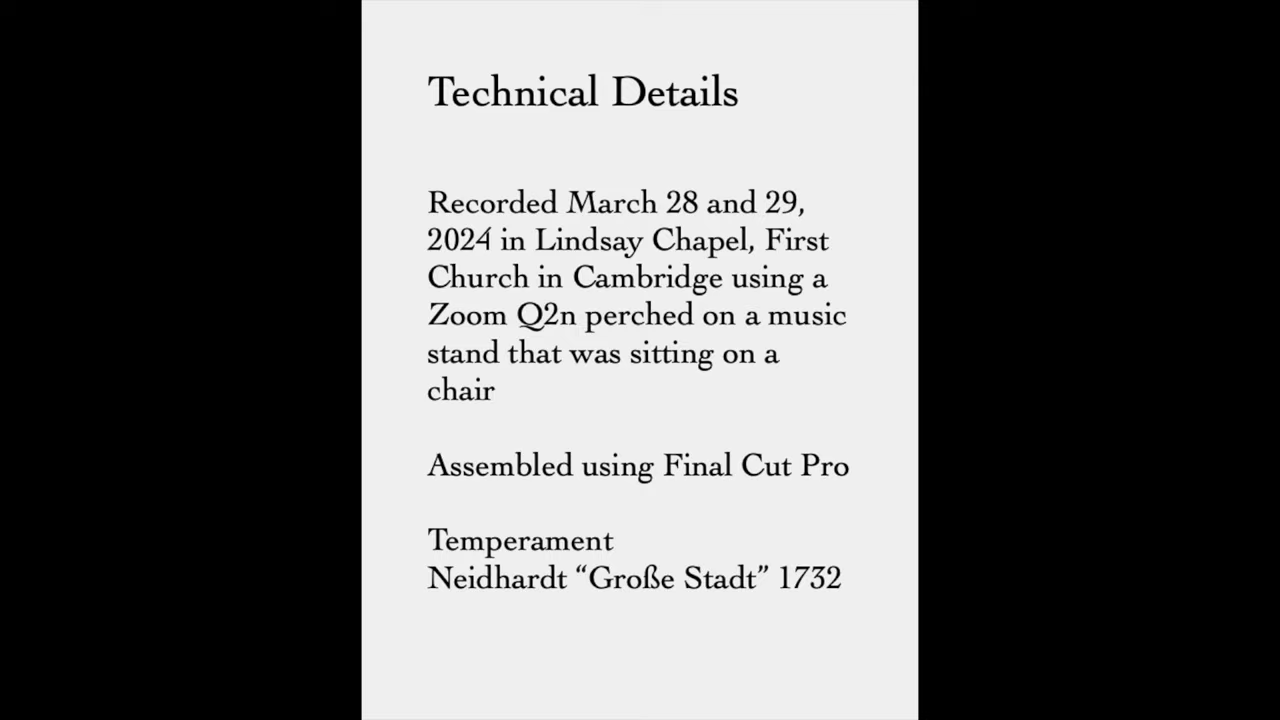 Technical Details
Recorded March 28 and 29,
2024 in Lindsay Chapel, First
Church in Cambridge using a
Zoom Q2n perched on a music
stand that was sitting on a
chair
Assembled using Final Cut Pro
Temperament
Neidhardt “Große Stadt” 1732